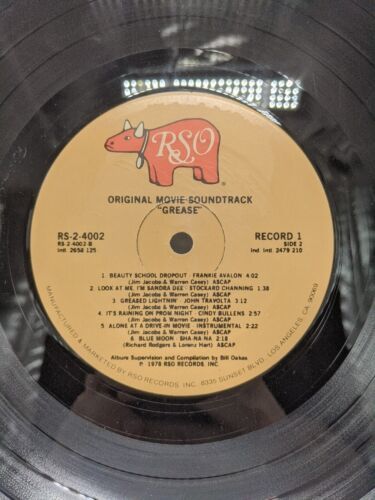 RSO
ORIGINAL MOVIE SOUNDTRACK
"GREASE"
RS-2-4002
RS-2-4002-B
Intl. 2658 125
RECORD 1
SIDE 2
Ind. Int. 2479 210
1 BEAUTY SCHOOL DROPOUT · FRANKIE AVALON 4:02
(Jim Jacobs & Warren Casey) ASCAP
2 LOOK AT ME, I'M SANDRA DEE · STOCKARD CHANNING 1:38
(Jim Jacobs & Warren Casey) ASCAP
3 GREASED LIGHTNIN' · JOHN TRAVOLTA 3:12
(Jim Jacobs & Warren Casey) ASCAP
4 IT'S RAINING ON PROM NIGHT · CINDY BULLENS 2:57
(Jim Jacobs & Warren Casey) ASCAP
5 ALONE AT A DRIVE-IN MOVIE · INSTRUMENTAL 2:22
(Jim Jacobs & Warren Casey) ASCAP
6 BLUE MOON · SHA NA NA 2:18
(Richard Rodgers & Lorenz Hart) ASCAP
Album Supervision and Compilation by Bill Oakes
℗ 1978 RSO RECORDS, INC.
MANUFACTURED & MARKETED BY RSO RECORDS, INC. 8335 SUNSET BLVD. LOS ANGELES, CA. 90069